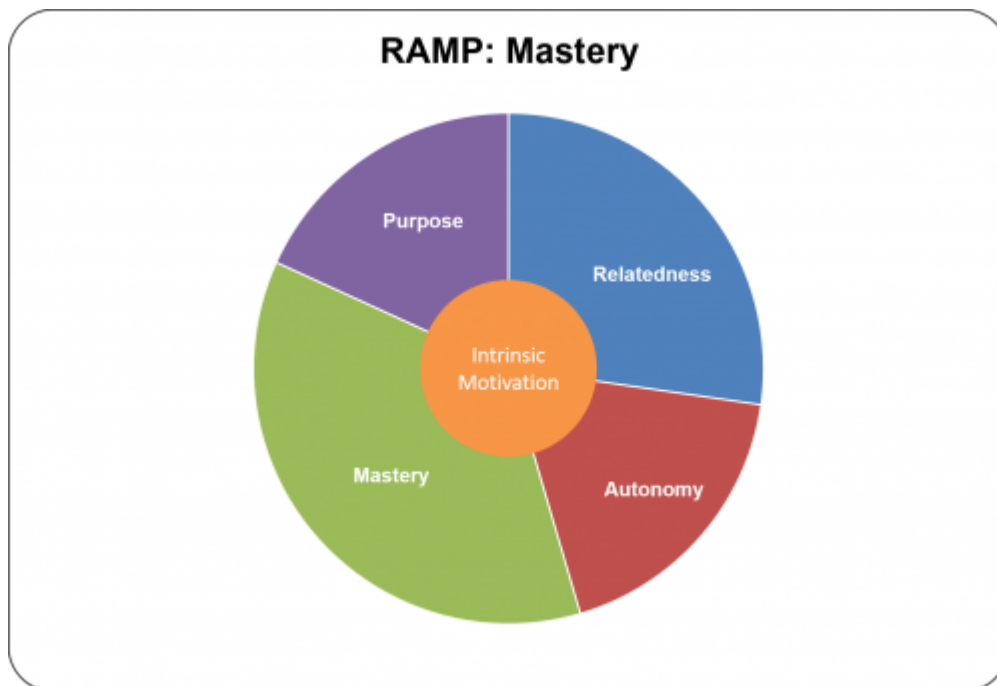 RAMP: Mastery
Purpose
Relatedness
Intrinsic
Motivation
Mastery
Autonomy